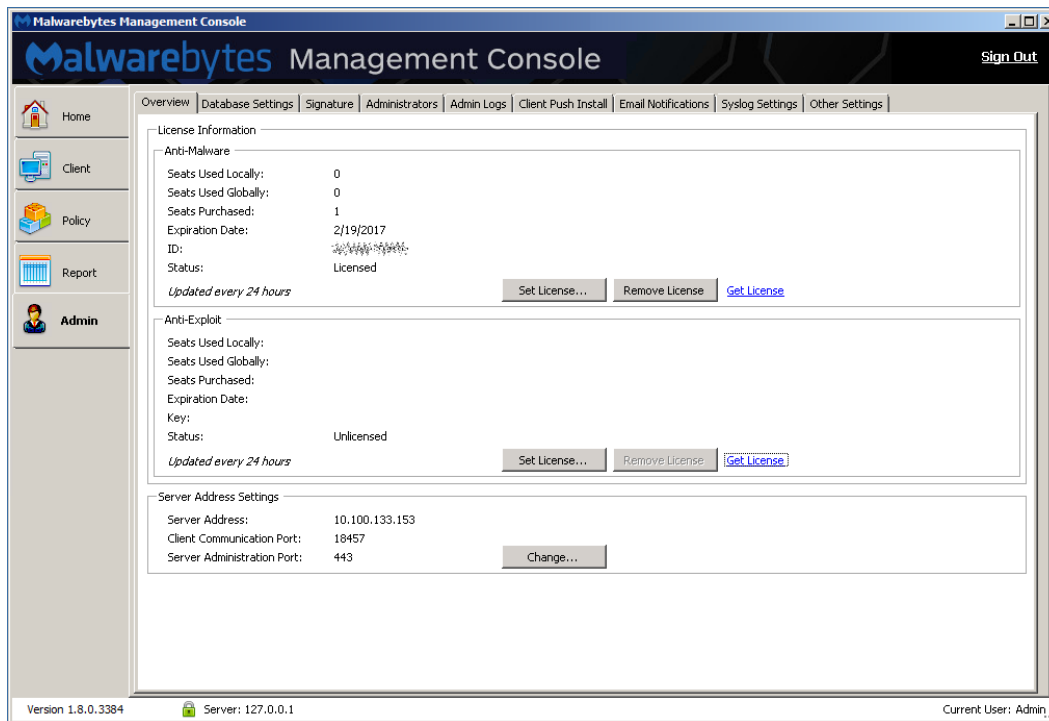 Malwarebytes Management Console
Malwarebytes Management Console
Sign Out
Home
Client
Policy
Report
Admin
Overview Database Settings Signature Administrators Admin Logs Client Push Install Email Notifications Syslog Settings Other Settings
License Information
Anti-Malware
Seats Used Locally: 0
Seats Used Globally: 0
Seats Purchased: 1
Expiration Date: 2/19/2017
ID:
Status: Licensed
Updated every 24 hours Set License... Remove License Get License
Anti-Exploit
Seats Used Locally:
Seats Used Globally:
Seats Purchased:
Expiration Date:
Key:
Status: Unlicensed
Updated every 24 hours Set License... Remove License Get License
Server Address Settings
Server Address: 10.100.133.153
Client Communication Port: 18457
Server Administration Port: 443 Change...
Version 1.8.0.3384 Server: 127.0.0.1 Current User: Admin